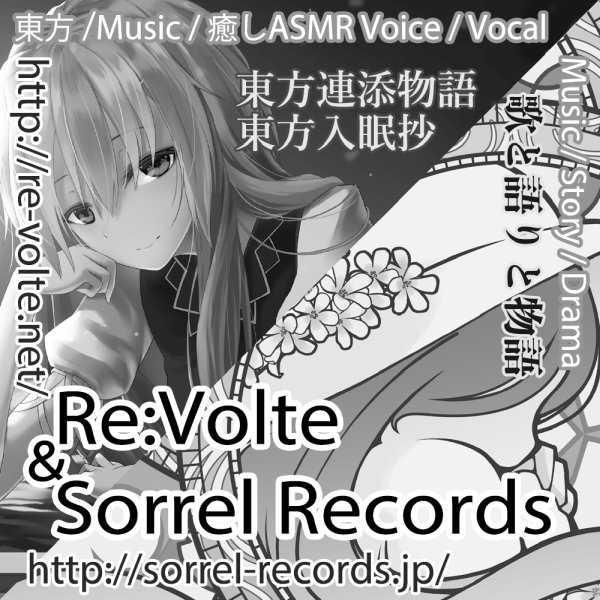 東方 /Music / 癒しASMR Voice / Vocal
http://re-volte.net/
東方連添物語
東方入眠抄
Music // Story // Drama
歌と語りと物語
Re:Volte
&
Sorrel Records
http://sorrel-records.jp/